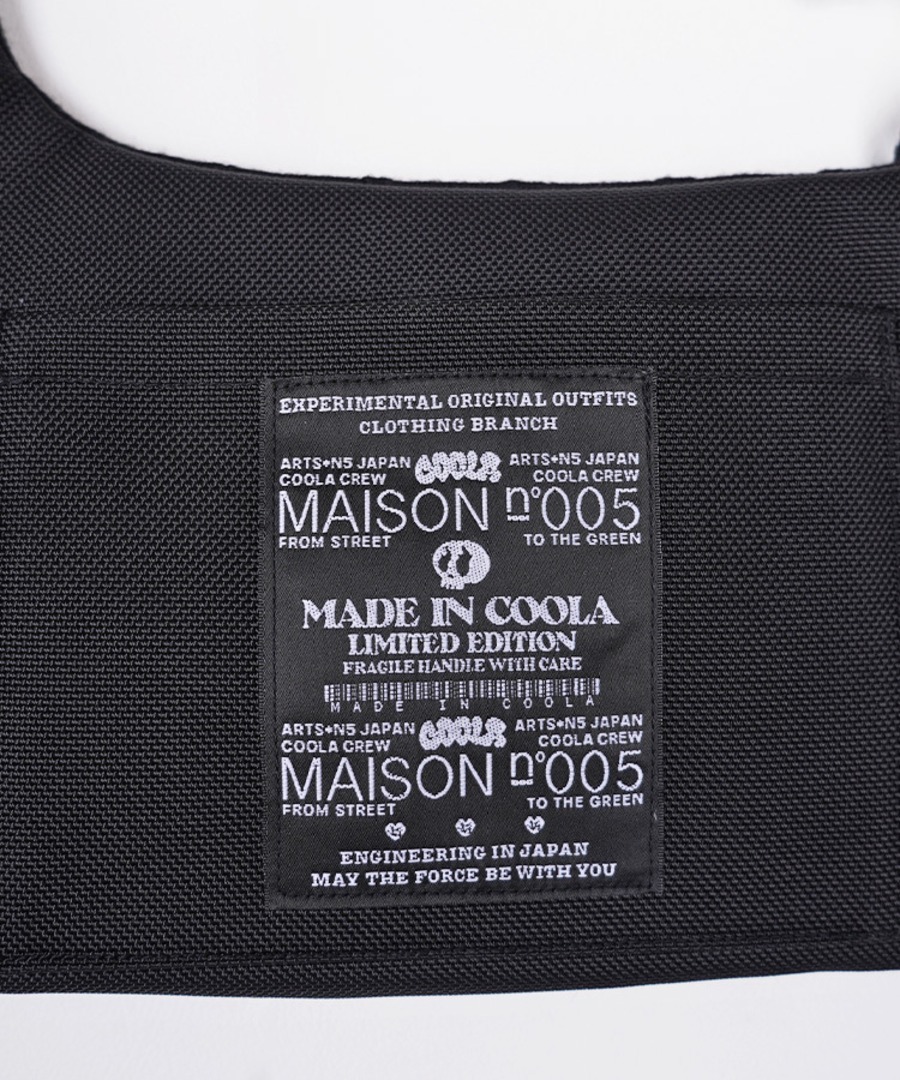 EXPERIMENTAL ORIGINAL OUTFITS
CLOTHING BRANCH
ARTS+N5 JAPAN COOLA ARTS+N5 JAPAN
COOLA CREW COOLA CREW
MAISON nº005
FROM STREET TO THE GREEN
MADE IN COOLA
LIMITED EDITION
FRAGILE HANDLE WITH CARE
MADE IN COOLA
ARTS+N5 JAPAN COOLA ARTS+N5 JAPAN
COOLA CREW COOLA CREW
MAISON nº005
FROM STREET TO THE GREEN
ENGINEERING IN JAPAN
MAY THE FORCE BE WITH YOU